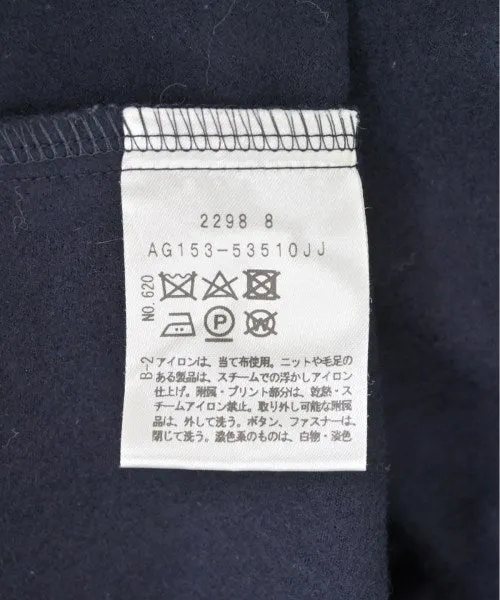 2298 8
AG153-53510JJ
NO.620
P
W
B-2
アイロンは、当て布使用。ニットや毛足の
ある製品は、スチームでの浮かしアイロン
仕上げ。附属・プリント部分は、乾熱・ス
チームアイロン禁止。取り外し可能な附属
品は、外して洗う。ボタン、ファスナーは、
閉じて洗う。濃色系のものは、白物・淡色